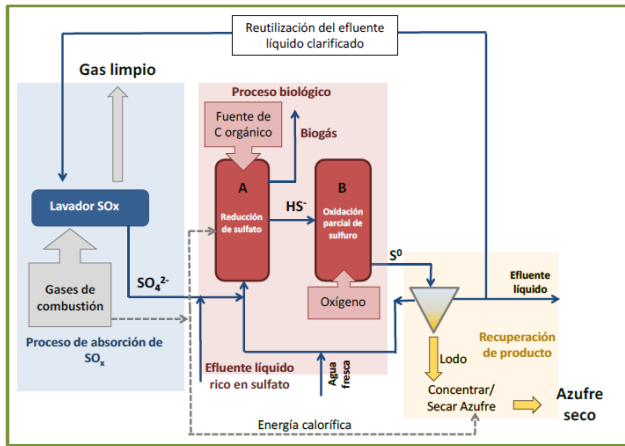 Reutilización del efluente
líquido clarificado
Gas limpio
Proceso biológico
Fuente de
C orgánico
Biogás
Lavador SOx
A
Reducción
de sulfato
HS-
B
Oxidación
parcial de
sulfuro
S0
Gases de
combustión
SO42-
Oxígeno
Efluente
líquido
Proceso de absorción de
SOx
Efluente líquido
rico en sulfato
Agua
fresca
Recuperación
de producto
Lodo
Concentrar/
Secar Azufre
Azufre
seco
Energía calorífica